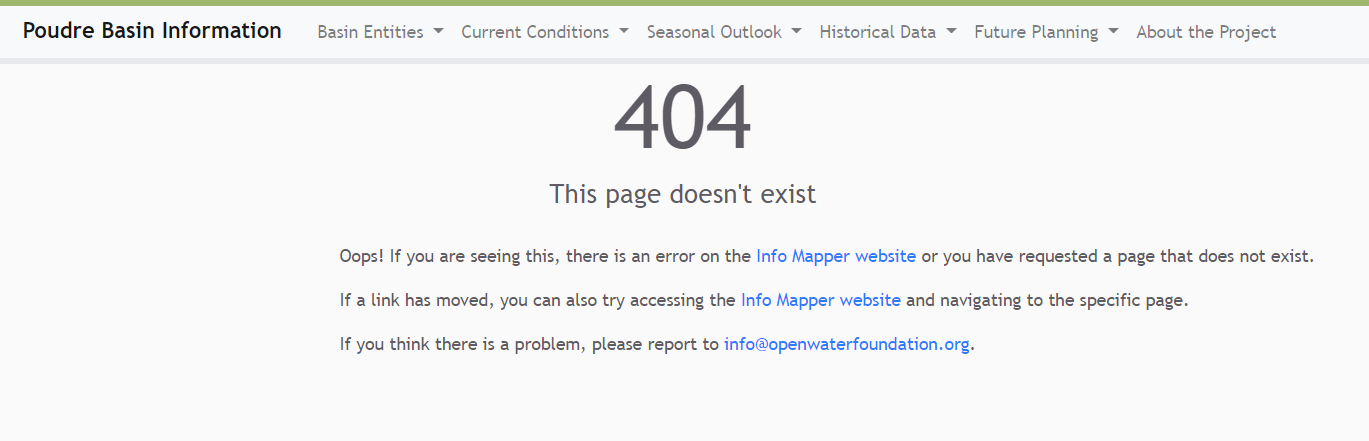 Poudre Basin Information Basin Entities Current Conditions Seasonal Outlook Historical Data Future Planning About the Project
404
This page doesn't exist
Oops! If you are seeing this, there is an error on the Info Mapper website or you have requested a page that does not exist.
If a link has moved, you can also try accessing the Info Mapper website and navigating to the specific page.
If you think there is a problem, please report to info@openwaterfoundation.org.